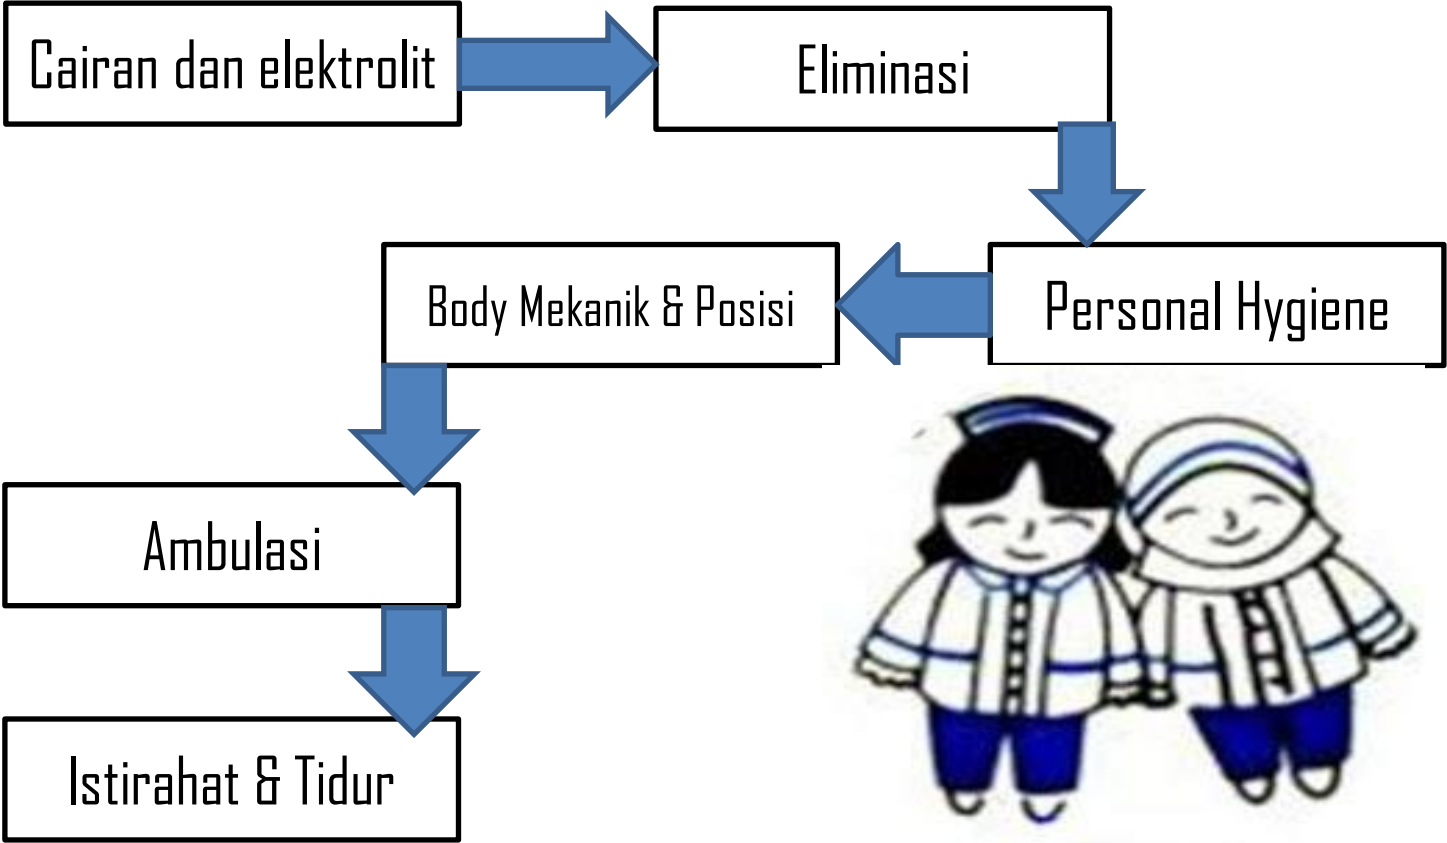 Cairan dan elektrolit
Eliminasi
Personal Hygiene
Body Mekanik & Posisi
Ambulasi
Istirahat & Tidur